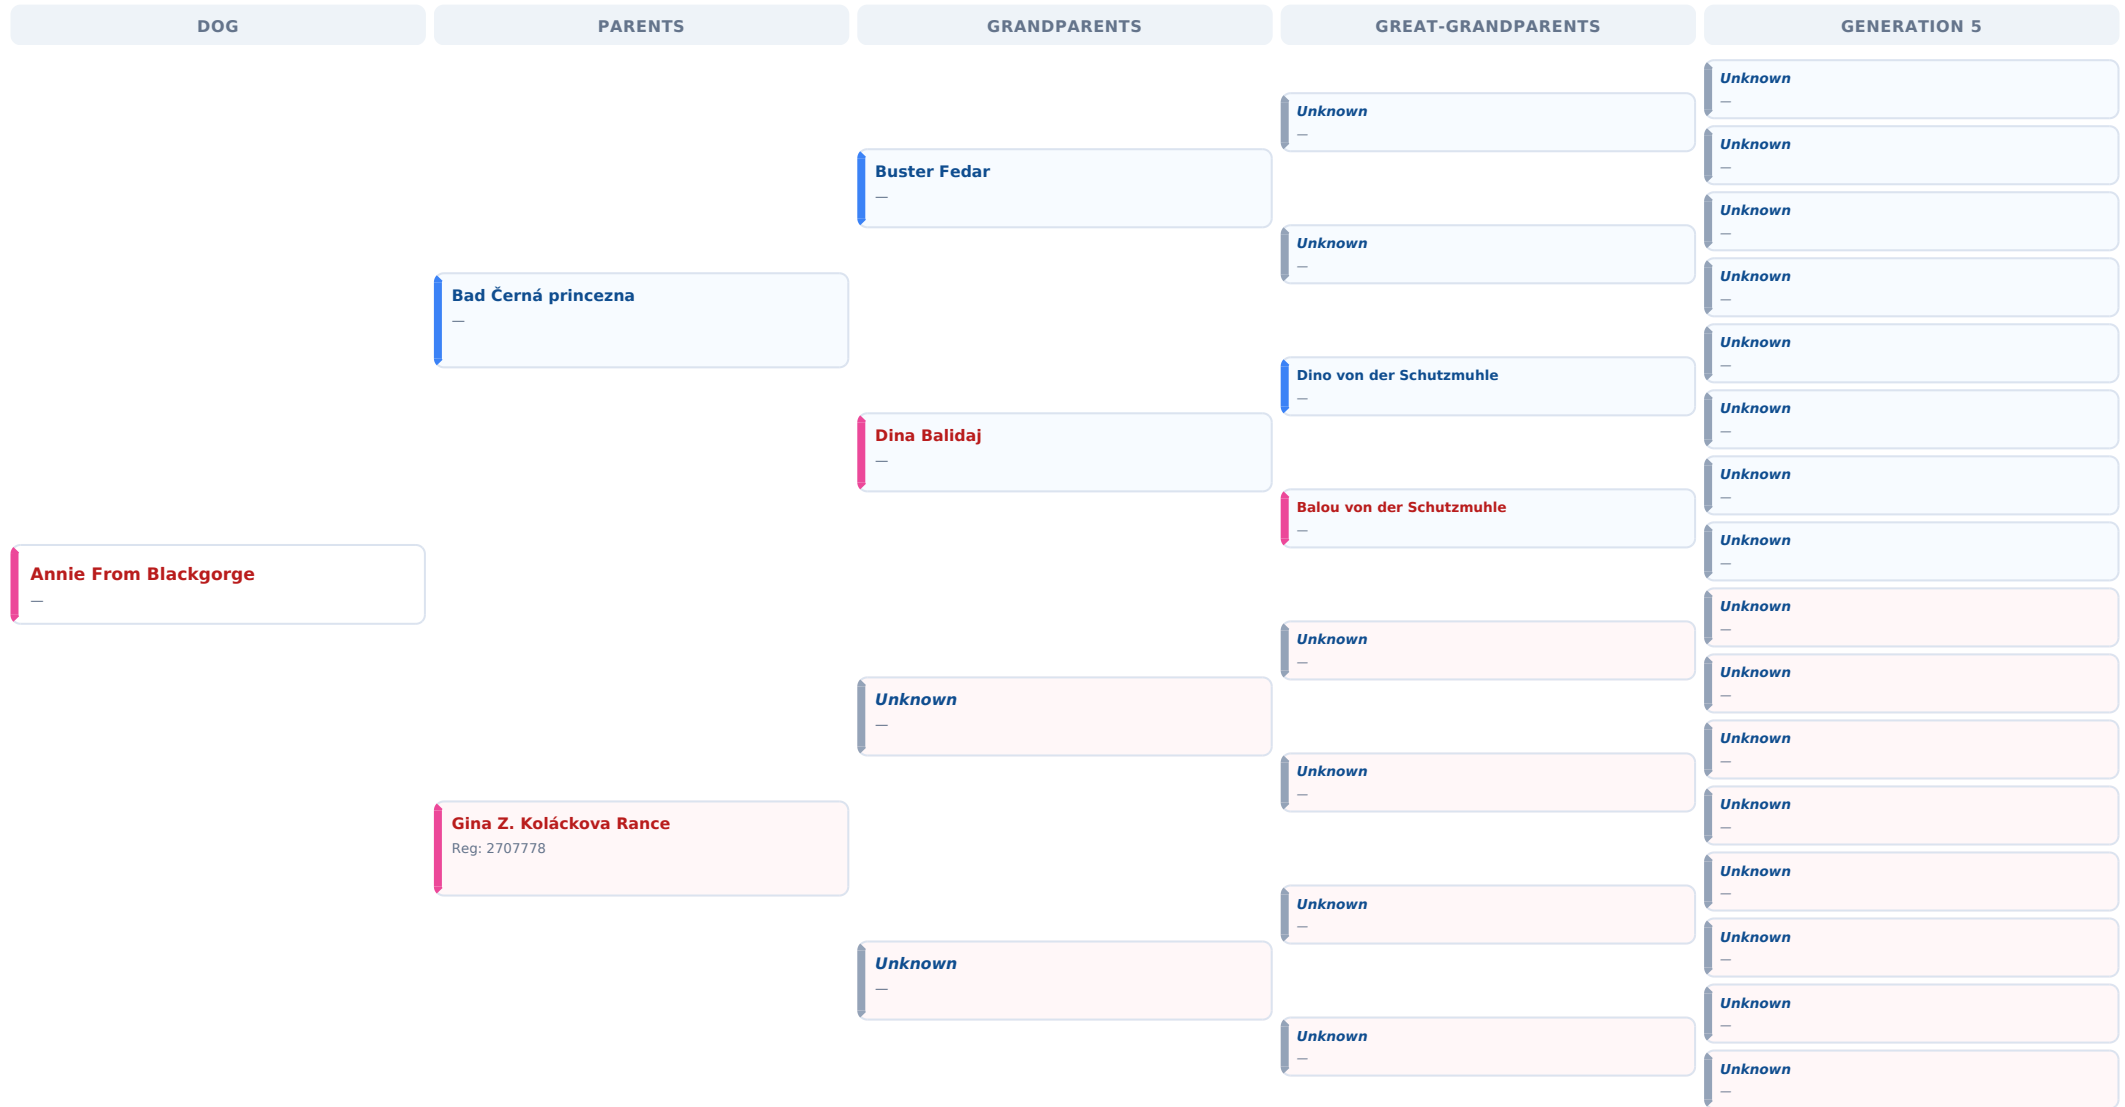 DOG
PARENTS
GRANDPARENTS
GREAT-GRANDPARENTS
GENERATION 5
Annie From Blackgorge
—
Bad Černá princezna
—
Gina Z. Koláckova Rance
Reg: 2707778
Buster Fedar
—
Dina Balidaj
—
Unknown
—
Unknown
—
Unknown
—
Unknown
—
Dino von der Schutzmuhle
—
Balou von der Schutzmuhle
—
Unknown
—
Unknown
—
Unknown
—
Unknown
—
Unknown
—
Unknown
—
Unknown
—
Unknown
—
Unknown
—
Unknown
—
Unknown
—
Unknown
—
Unknown
—
Unknown
—
Unknown
—
Unknown
—
Unknown
—
Unknown
—
Unknown
—
Unknown
—